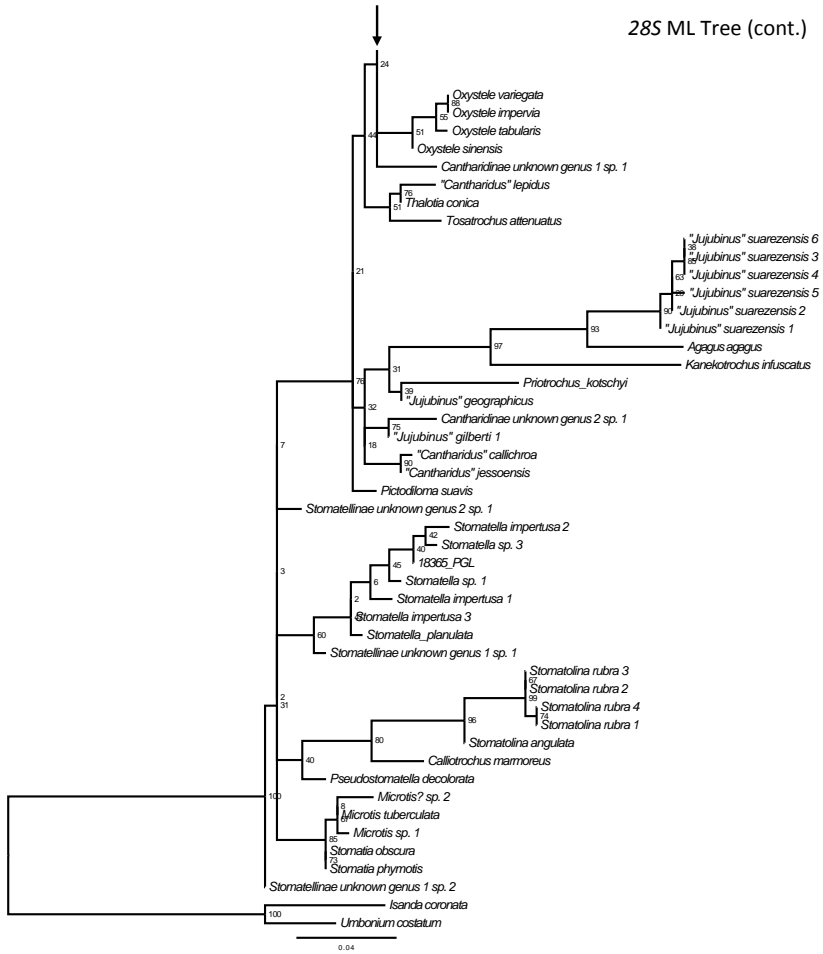 28S ML Tree (cont.)
24
Oxystele variegata
88
Oxystele impervia
55
Oxystele tabularis
51
44
Oxystele sinensis
Cantharidinae unknown genus 1 sp. 1
"Cantharidus" lepidus
76
Thalotia conica
51
Tosatrochus attenuatus
"Jujubinus" suarezensis 6
38
"Jujubinus" suarezensis 3
85
21
"Jujubinus" suarezensis 4
63
"Jujubinus" suarezensis 5
"Jujubinus" suarezensis 2
90
"Jujubinus" suarezensis 1
93
Agagus agagus
97
Kanekotrochus infuscatus
31
76
Priotrochus_kotschyi
39
"Jujubinus" geographicus
32
Cantharidinae unknown genus 2 sp. 1
75
"Jujubinus" gilberti 1
7
18
"Cantharidus" callichroa
90
"Cantharidus" jessoensis
Pictodiloma suavis
Stomatellinae unknown genus 2 sp. 1
Stomatella impertusa 2
42
Stomatella sp. 3
40
18365_PGL
45
3
Stomatella sp. 1
6
Stomatella impertusa 1
2
Stomatella impertusa 3
Stomatella_planulata
60
Stomatellinae unknown genus 1 sp. 1
Stomatolina rubra 3
67
Stomatolina rubra 2
2
99
31
Stomatolina rubra 4
74
96
Stomatolina rubra 1
80
Stomatolina angulata
40
Calliotrochus marmoreus
Pseudostomatella decolorata
100
Microtis? sp. 2
8
Microtis tuberculata
67
Microtis sp. 1
85
Stomatia obscura
73
Stomatia phymotis
Stomatellinae unknown genus 1 sp. 2
Isanda coronata
100
Umbonium costatum
0.04